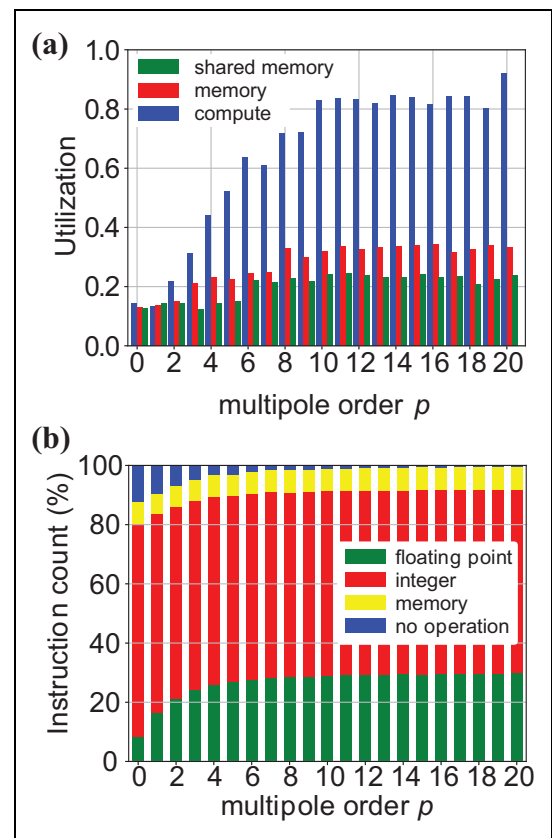 (a)
shared memory
memory
compute
Utilization
1.0
0.8
0.6
0.4
0.2
0.0
0 2 4 6 8 10 12 14 16 18 20
multipole order p
(b)
Instruction count (%)
100
80
60
40
20
0
floating point
integer
memory
no operation
0 2 4 6 8 10 12 14 16 18 20
multipole order p